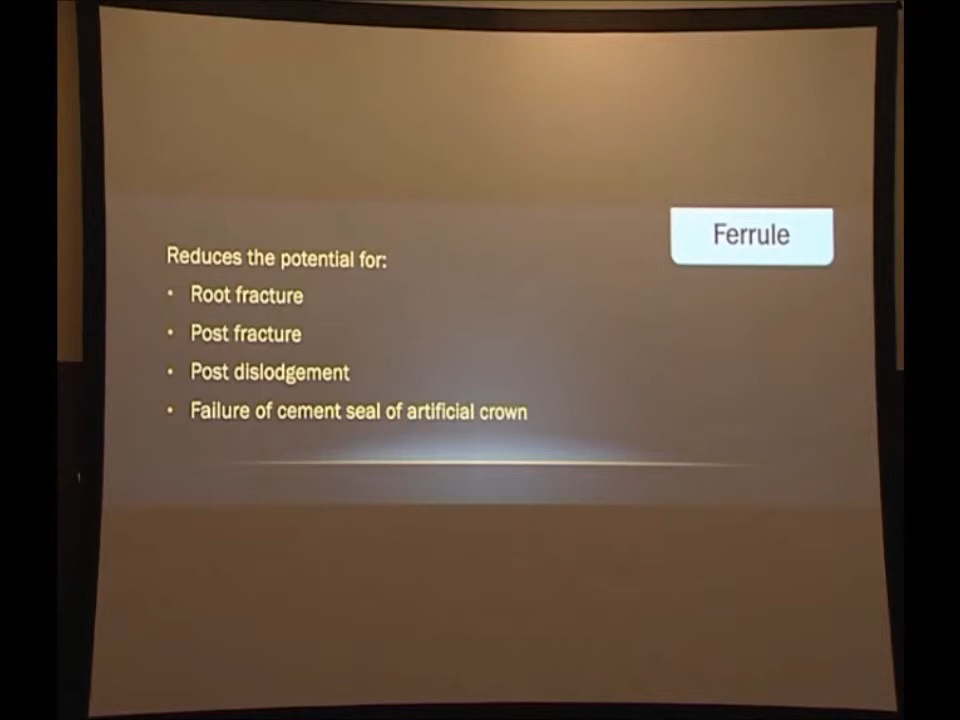 Ferrule
Reduces the potential for:
• Root fracture
• Post fracture
• Post dislodgement
• Failure of cement seal of artificial crown